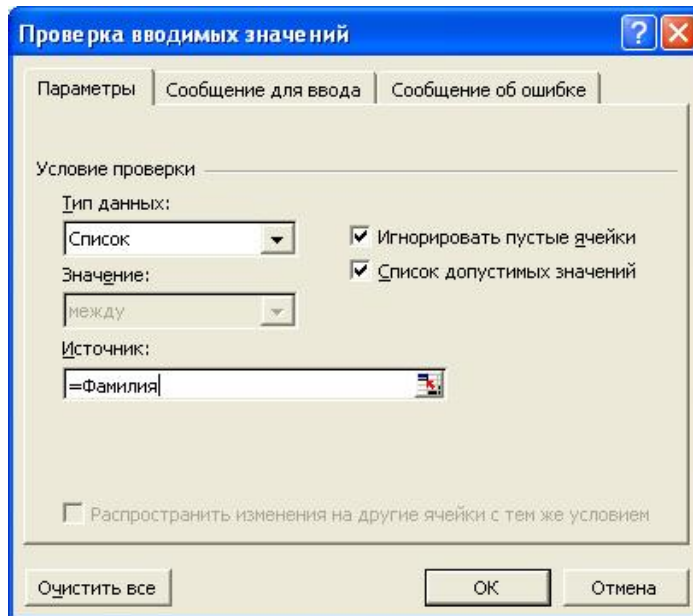 Проверка вводимых значений
Параметры
Сообщение для ввода
Сообщение об ошибке
Условие проверки
Тип данных:
Список
Игнорировать пустые ячейки
Значение:
Список допустимых значений
между
Источник:
=Фамилия
Распространить изменения на другие ячейки с тем же условием
Очистить все
ОК
Отмена